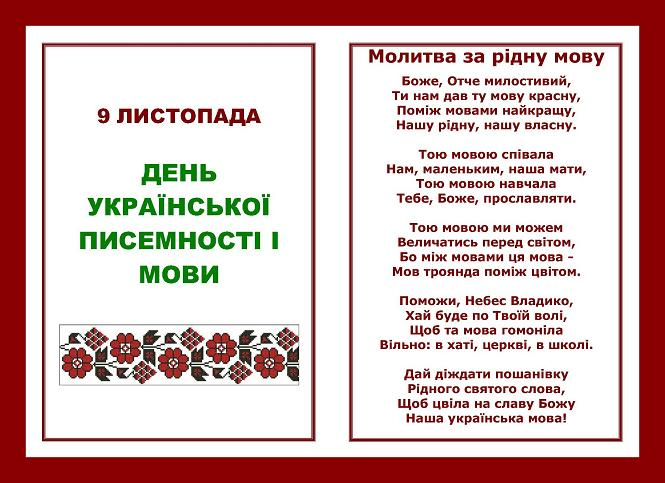 9 ЛИСТОПАДА
ДЕНЬ
УКРАЇНСЬКОЇ
ПИСЕМНОСТІ І
МОВИ
Молитва за рідну мову
Боже, Отче милостивий,
Ти нам дав ту мову красну,
Поміж мовами найкращу,
Нашу рідну, нашу власну.
Тою мовою співала
Нам, маленьким, наша мати,
Тою мовою навчала
Тебе, Боже, прославляти.
Тою мовою ми можем
Величатись перед світом,
Бо між мовами ця мова -
Мов троянда поміж цвітом.
Поможи, Небес Владико,
Хай буде по Твоїй волі,
Щоб та мова гомоніла
Вільно: в хаті, церкві, в школі.
Дай діждати пошанівку
Рідного святого слова,
Щоб цвіла на славу Божу
Наша українська мова!